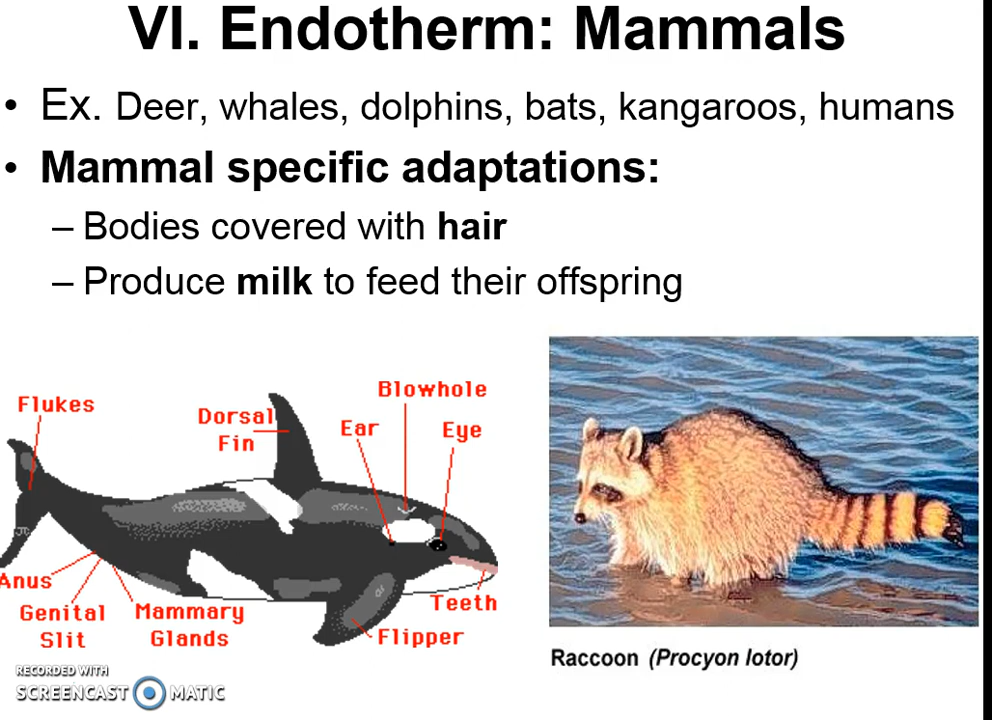 VI. Endotherm: Mammals
• Ex. Deer, whales, dolphins, bats, kangaroos, humans
• Mammal specific adaptations:
– Bodies covered with hair
– Produce milk to feed their offspring
Flukes
Dorsal
Fin
Ear
Blowhole
Eye
Anus
Genital
Slit
Mammary
Glands
Flipper
Teeth
Raccoon (Procyon lotor)
RECORDED WITH
SCREENCAST MATIC